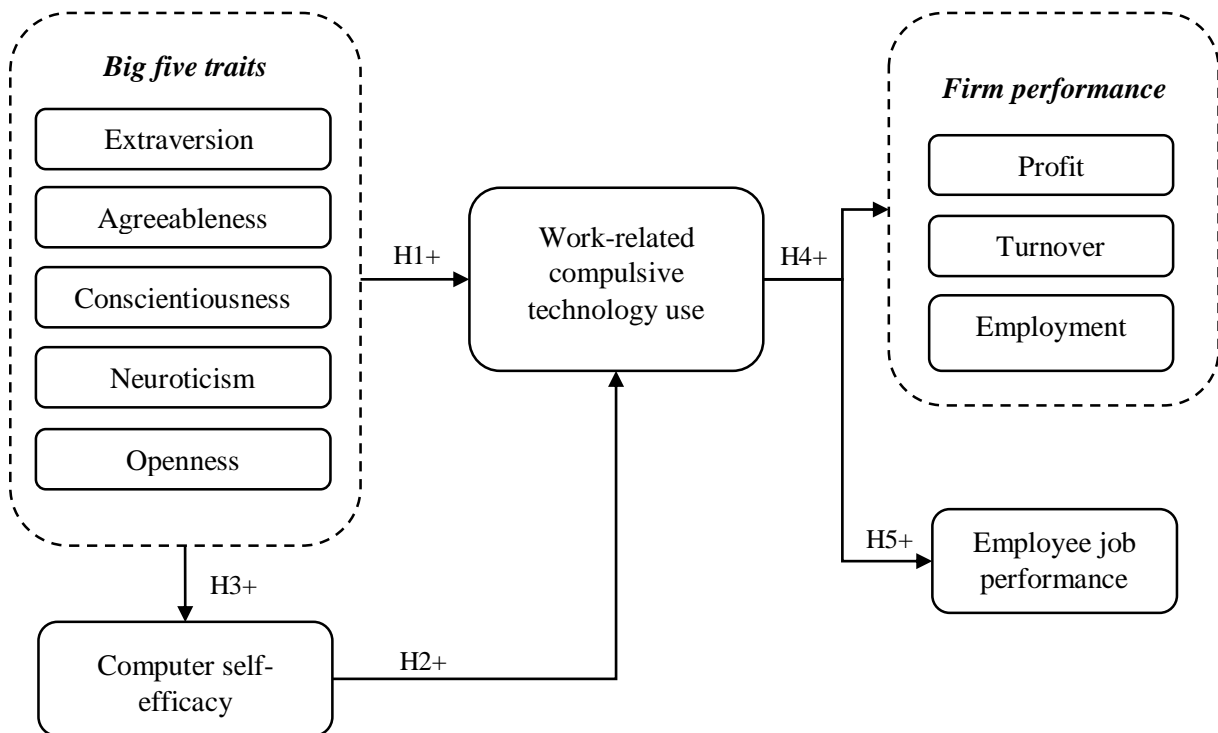 Big five traits
Extraversion
Agreeableness
Conscientiousness
Neuroticism
Openness
H1+
H3+
Computer self-
efficacy
H2+
Work-related
compulsive
technology use
H4+
Firm performance
Profit
Turnover
Employment
H5+
Employee job
performance